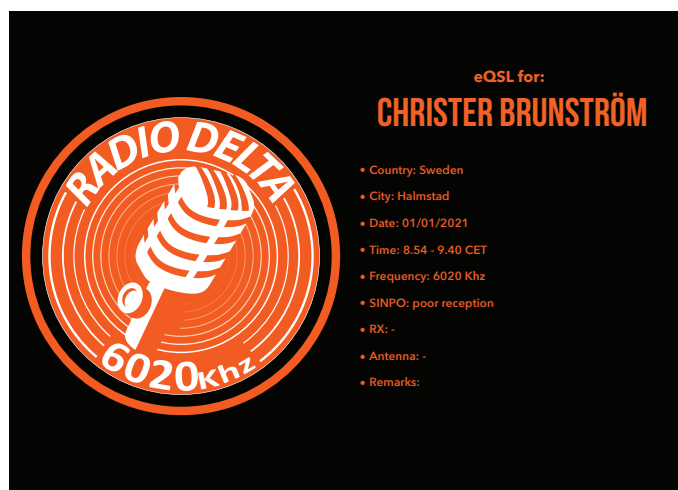 RADIO DELTA
6020Khz
eQSL for:
CHRISTER BRUNSTRÖM
• Country: Sweden
• City: Halmstad
• Date: 01/01/2021
• Time: 8.54 - 9.40 CET
• Frequency: 6020 Khz
• SINPO: poor reception
• RX: -
• Antenna: -
• Remarks: